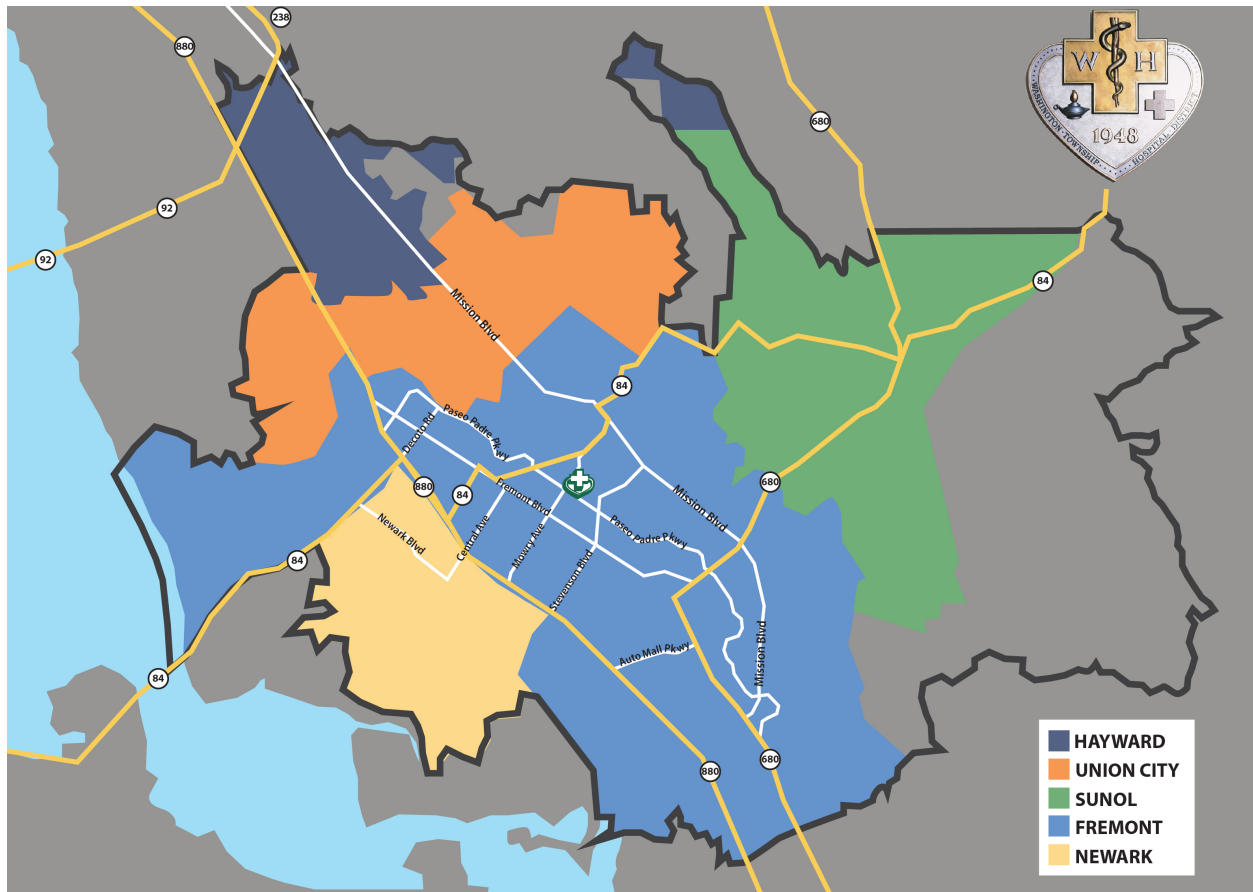 238
880
W H
680
WASHINGTON · TOWNSHIP
HOSPITAL DISTRICT
1948
92
92
84
Mission Blvd
84
Paseo Padre Pkwy
Decoto Rd
880
84
680
Fremont Blvd
Mission Blvd
Newark Blvd
Central Ave
Mowry Ave
Paseo Padre Pkwy
84
Stevenson Blvd
Auto Mall Pkwy
Mission Blvd
84
880
680
HAYWARD
UNION CITY
SUNOL
FREMONT
NEWARK